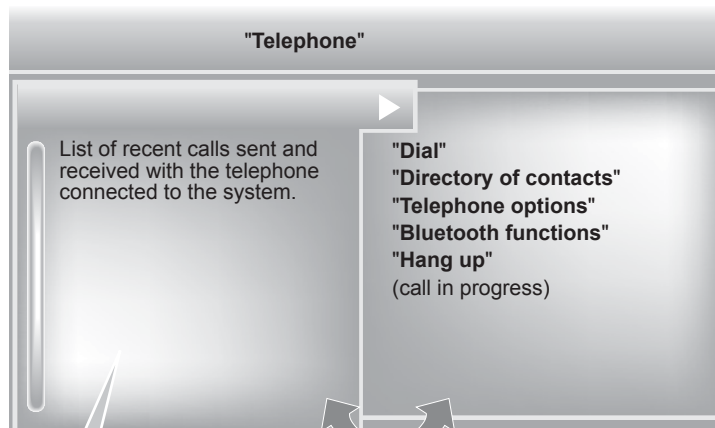 "Telephone"
List of recent calls sent and
received with the telephone
connected to the system.
"Dial"
"Directory of contacts"
"Telephone options"
"Bluetooth functions"
"Hang up"
(call in progress)